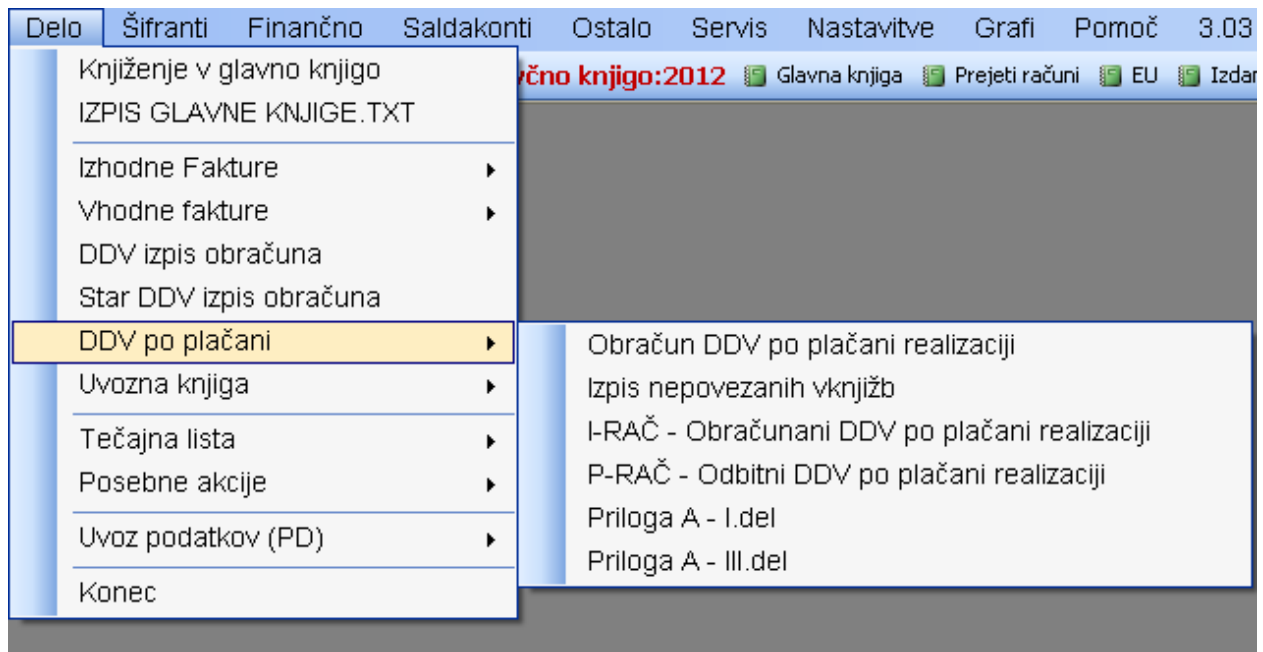 Delo Šifranti Finančno Saldakonti Ostalo Servis Nastavitve Grafi Pomoč 3.03
knjigo:2012 Glavna knjiga Prejeti računi EU
Knjiženje v glavno knjigo
IZPIS GLAVNE KNJIGE.TXT
Izhodne Fakture
Vhodne fakture
DDV izpis obračuna
Star DDV izpis obračuna
DDV po plačani
Uvozna knjiga
Tečajna lista
Posebne akcije
Uvoz podatkov (PD)
Konec
Obračun DDV po plačani realizaciji
Izpis nepovezanih vknjižb
I-RAČ - Obračunani DDV po plačani realizaciji
P-RAČ - Odbitni DDV po plačani realizaciji
Priloga A - I.del
Priloga A - III.del